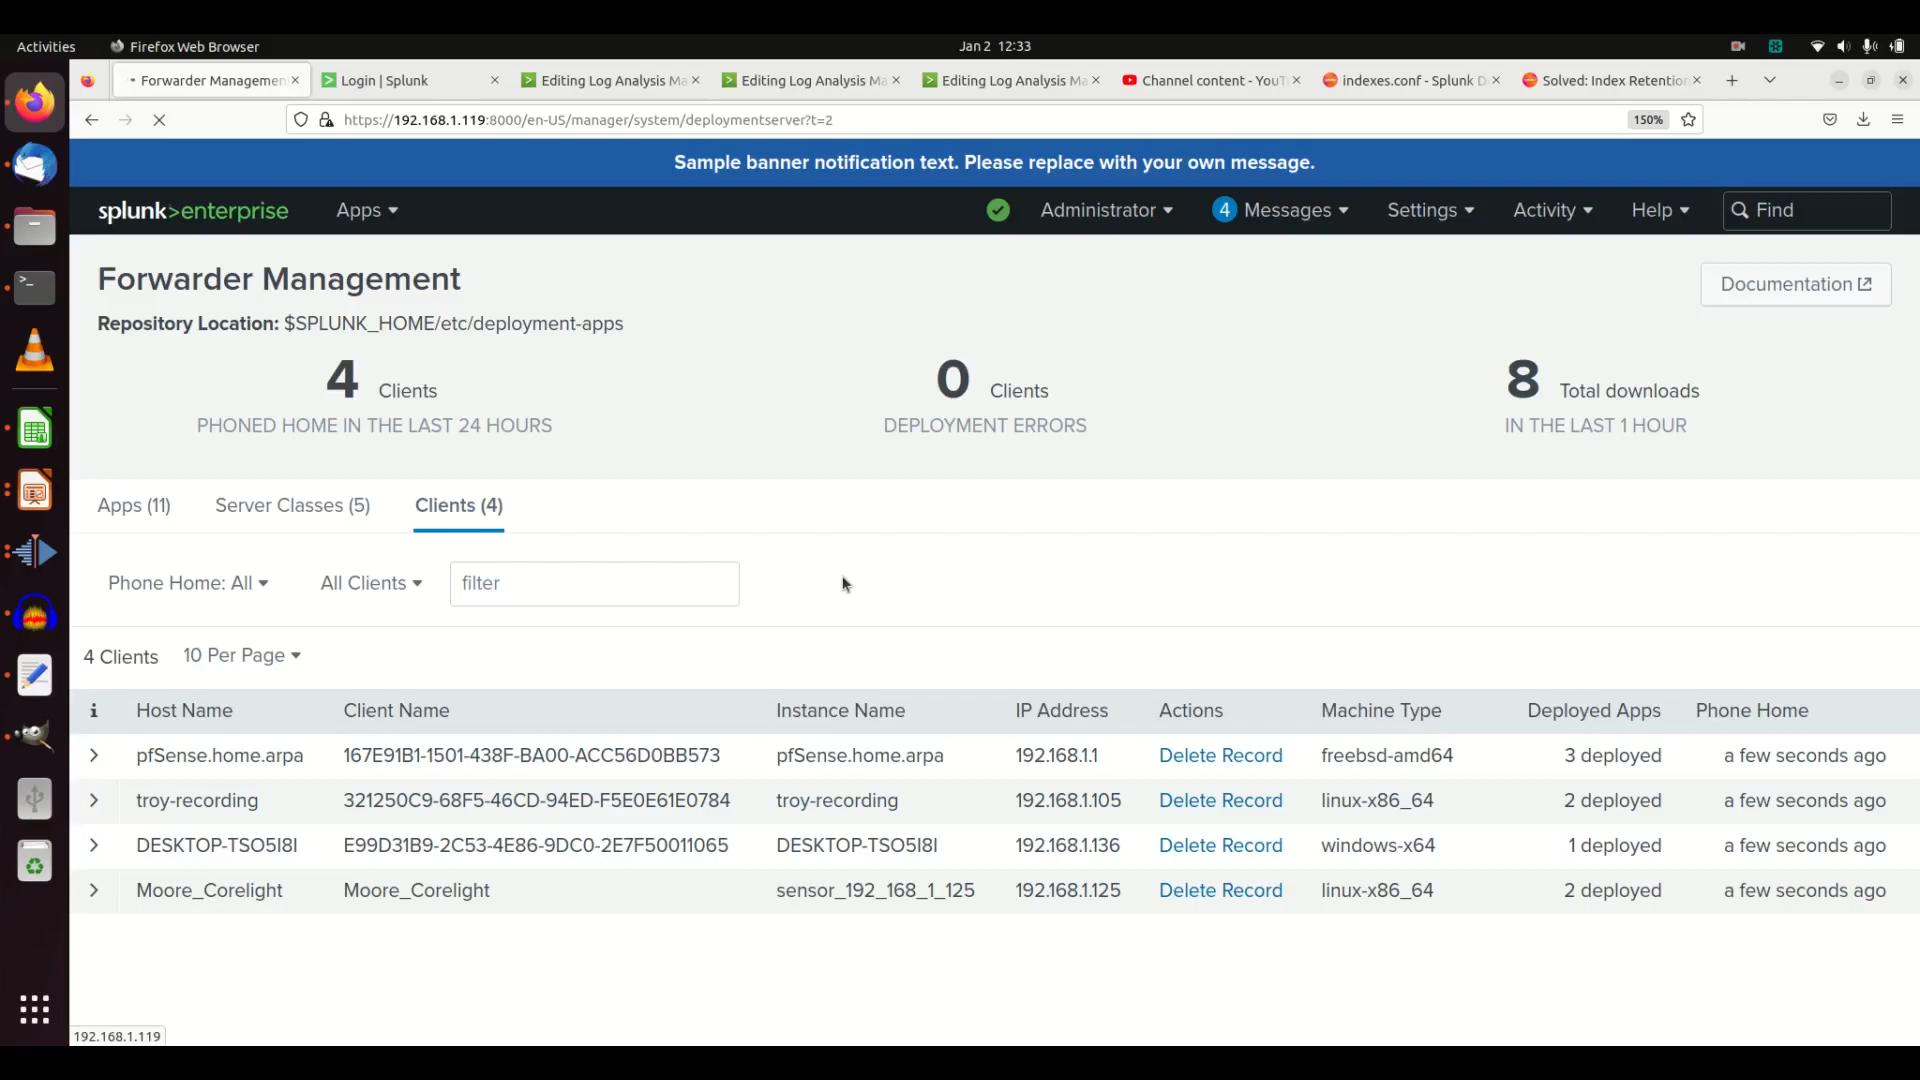 Activities
Firefox Web Browser
Jan 2 12:33
Forwarder Managemen
Login | Splunk
Editing Log Analysis Ma
Editing Log Analysis Ma
Editing Log Analysis Ma
Channel content - YouT
indexes.conf - Splunk D
Solved: Index Retention
https://192.168.1.119:8000/en-US/manager/system/deploymentserver?t=2
150%
Sample banner notification text. Please replace with your own message.
splunk>enterprise
Apps
Administrator
4 Messages
Settings
Activity
Help
Find
Forwarder Management
Documentation
Repository Location: $SPLUNK_HOME/etc/deployment-apps
4 Clients
PHONED HOME IN THE LAST 24 HOURS
0 Clients
DEPLOYMENT ERRORS
8 Total downloads
IN THE LAST 1 HOUR
Apps (11)
Server Classes (5)
Clients (4)
Phone Home: All
All Clients
filter
4 Clients
10 Per Page
i Host Name Client Name Instance Name IP Address Actions Machine Type Deployed Apps Phone Home
pfSense.home.arpa 167E91B1-1501-438F-BA00-ACC56D0BB573 pfSense.home.arpa 192.168.1.1 Delete Record freebsd-amd64 3 deployed a few seconds ago
troy-recording 321250C9-68F5-46CD-94ED-F5E0E61E0784 troy-recording 192.168.1.105 Delete Record linux-x86_64 2 deployed a few seconds ago
DESKTOP-TSO5I8I E99D31B9-2C53-4E86-9DC0-2E7F50011065 DESKTOP-TSO5I8I 192.168.1.136 Delete Record windows-x64 1 deployed a few seconds ago
Moore_Corelight Moore_Corelight sensor_192_168_1_125 192.168.1.125 Delete Record linux-x86_64 2 deployed a few seconds ago
192.168.1.119